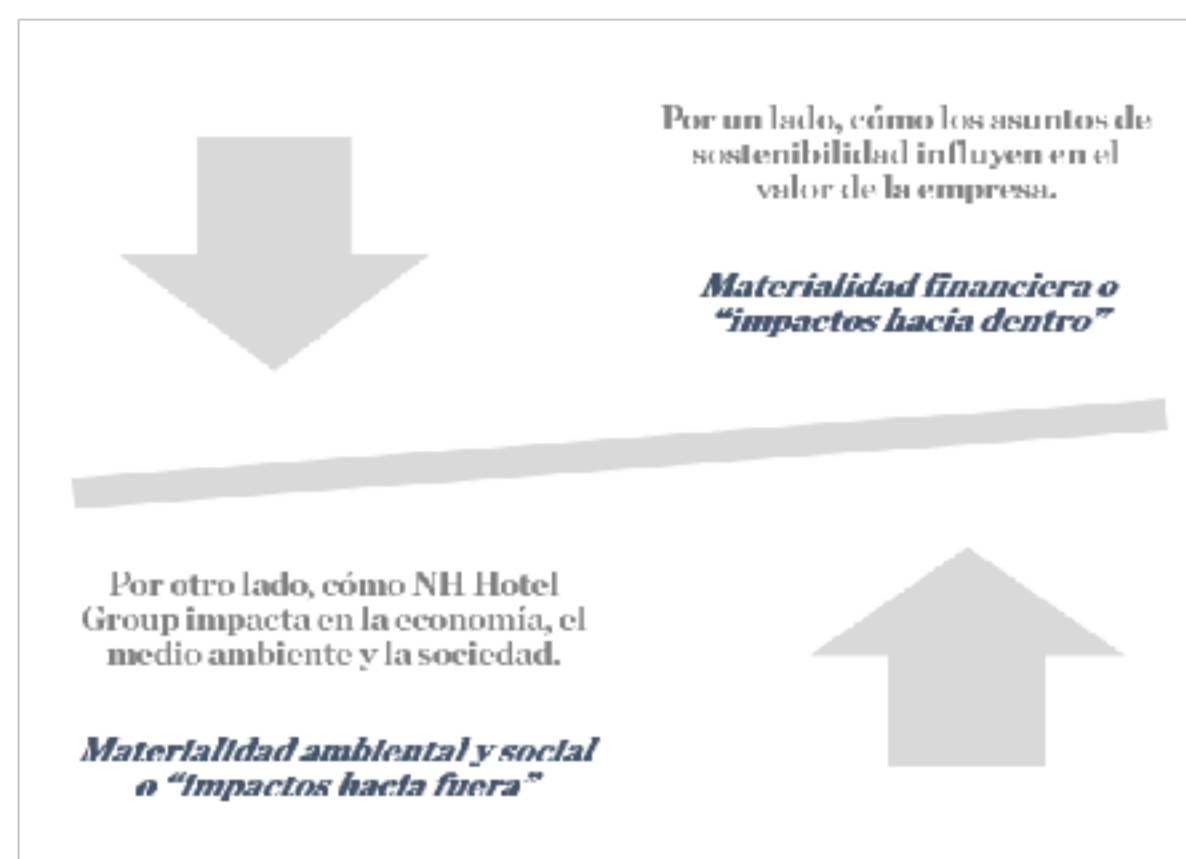 Por un lado, cómo los asuntos de
sostenibilidad influyen en el
valor de la empresa.
Materialidad financiera o
“impactos hacia dentro”
Por otro lado, cómo NH Hotel
Group impacta en la economía, el
medio ambiente y la sociedad.
Materialidad ambiental y social
o “impactos hacia fuera”